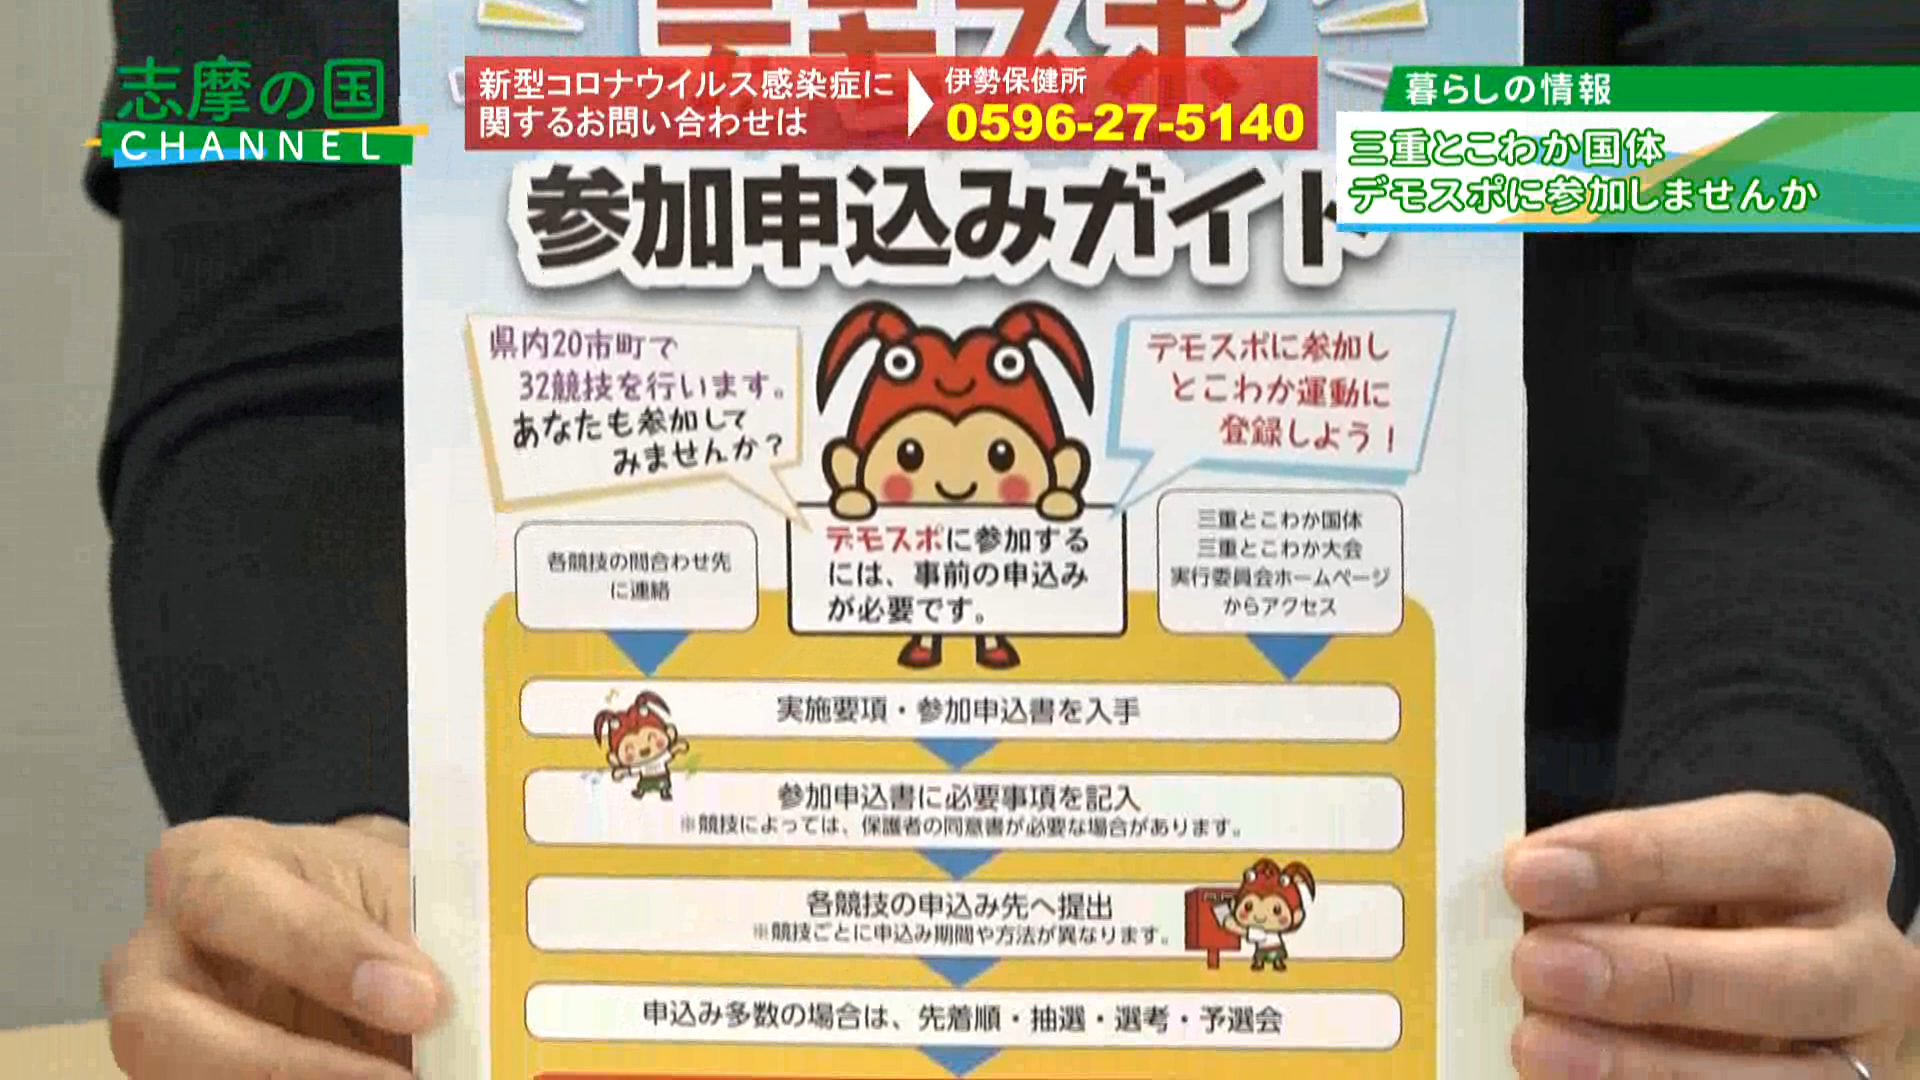 志摩の国
CHANNEL
新型コロナウイルス感染症に
関するお問い合わせは
伊勢保健所
0596-27-5140
暮らしの情報
三重とこわか国体
デモスポに参加しませんか
デモスポ
参加申込みガイド
県内20市町で
32競技を行います。
あなたも参加して
みませんか？
デモスポに参加し
とこわか運動に
登録しよう！
各競技の問合わせ先
に連絡
デモスポに参加する
には、事前の申込み
が必要です。
三重とこわか国体
三重とこわか大会
実行委員会ホームページ
からアクセス
実施要項・参加申込書を入手
参加申込書に必要事項を記入
※競技によっては、保護者の同意書が必要な場合があります。
各競技の申込み先へ提出
※競技ごとに申込み期間や方法が異なります。
申込み多数の場合は、先着順・抽選・選考・予選会